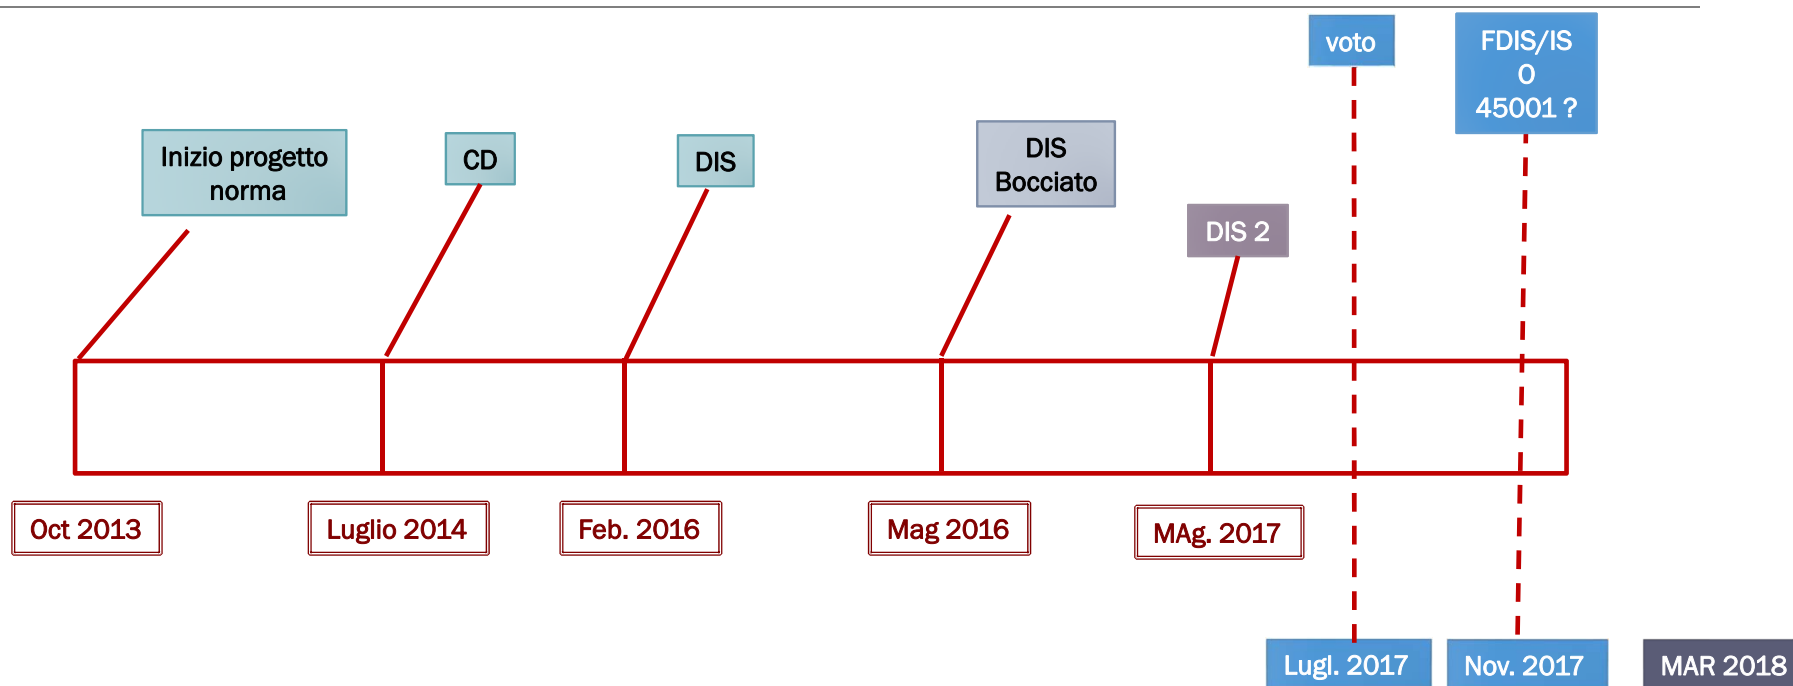 voto
FDIS/IS
O
45001 ?
Inizio progetto
norma
CD
DIS
DIS
Bocciato
DIS 2
Oct 2013
Luglio 2014
Feb. 2016
Mag 2016
MAg. 2017
Lugl. 2017
Nov. 2017
MAR 2018